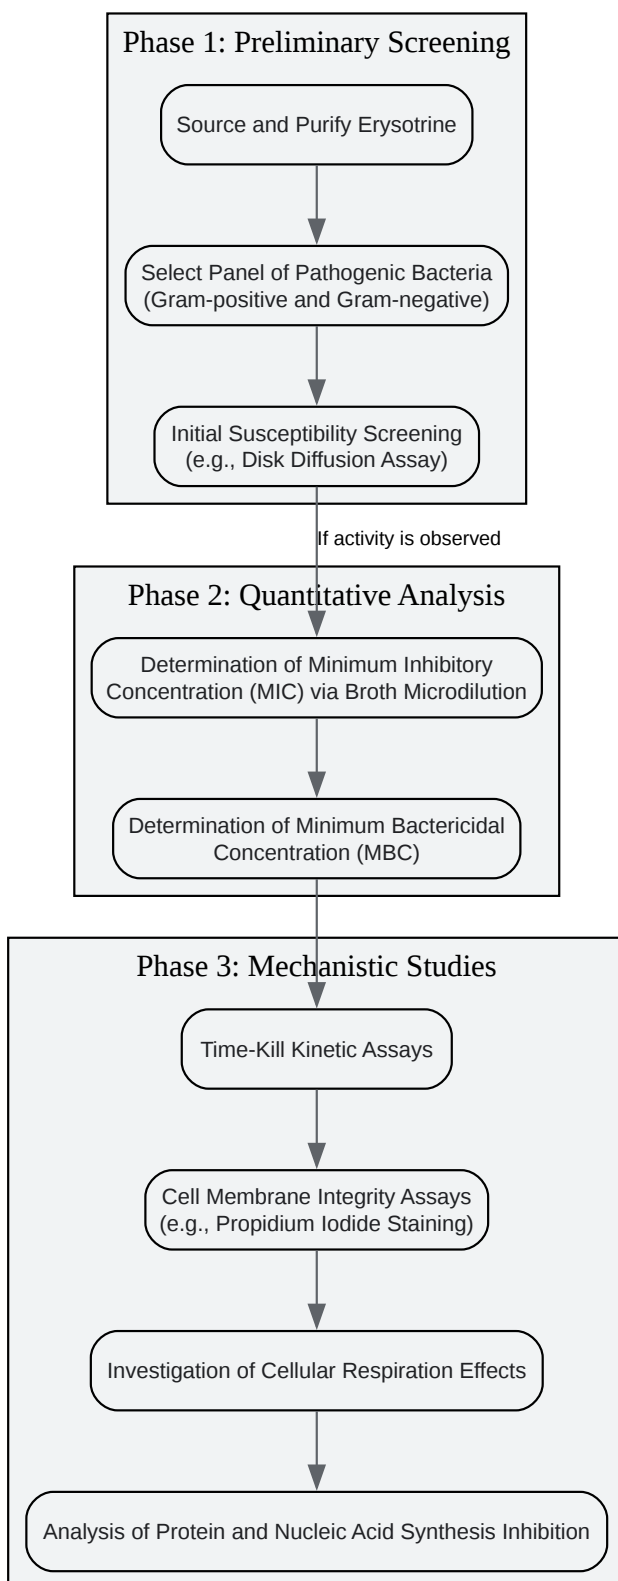 Phase 1: Preliminary Screening
Source and Purify Erysotrine
Select Panel of Pathogenic Bacteria
(Gram-positive and Gram-negative)
Initial Susceptibility Screening
(e.g., Disk Diffusion Assay)
If activity is observed
Phase 2: Quantitative Analysis
Determination of Minimum Inhibitory
Concentration (MIC) via Broth Microdilution
Determination of Minimum Bactericidal
Concentration (MBC)
Phase 3: Mechanistic Studies
Time-Kill Kinetic Assays
Cell Membrane Integrity Assays
(e.g., Propidium Iodide Staining)
Investigation of Cellular Respiration Effects
Analysis of Protein and Nucleic Acid Synthesis Inhibition